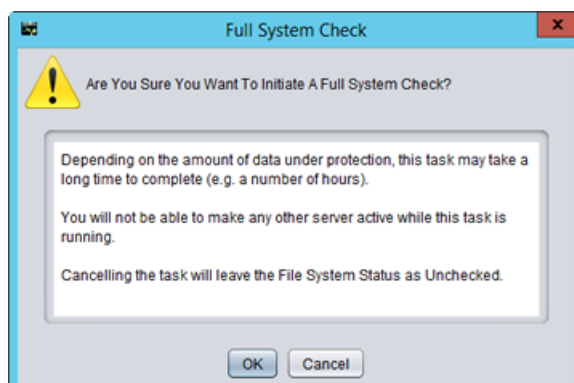 Full System Check
x
Are You Sure You Want To Initiate A Full System Check?
Depending on the amount of data under protection, this task may take a
long time to complete (e.g. a number of hours).
You will not be able to make any other server active while this task is
running.
Cancelling the task will leave the File System Status as Unchecked.
OK Cancel